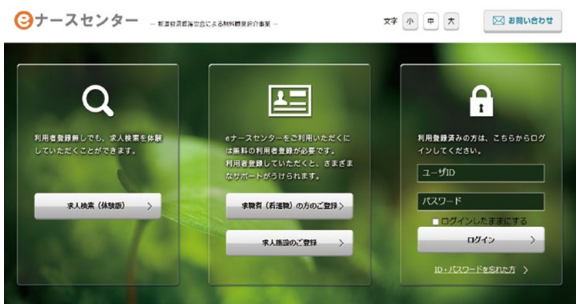 eナースセンター
文字 小 中 大
お問い合わせ
利用者登録無しでも、求人検索を体験
していただくことができます。
求人検索（体験版）
eナースセンターをご利用いただくに
は無料の利用者登録が必要です。
利用者登録していただくと、さまざま
なサポートがうけられます。
求職者（看護職）の方のご登録
求人施設のご登録
利用登録済みの方は、こちらからログ
インしてください。
ユーザID
パスワード
ログインしたままにする
ログイン
ID・パスワードを忘れた方